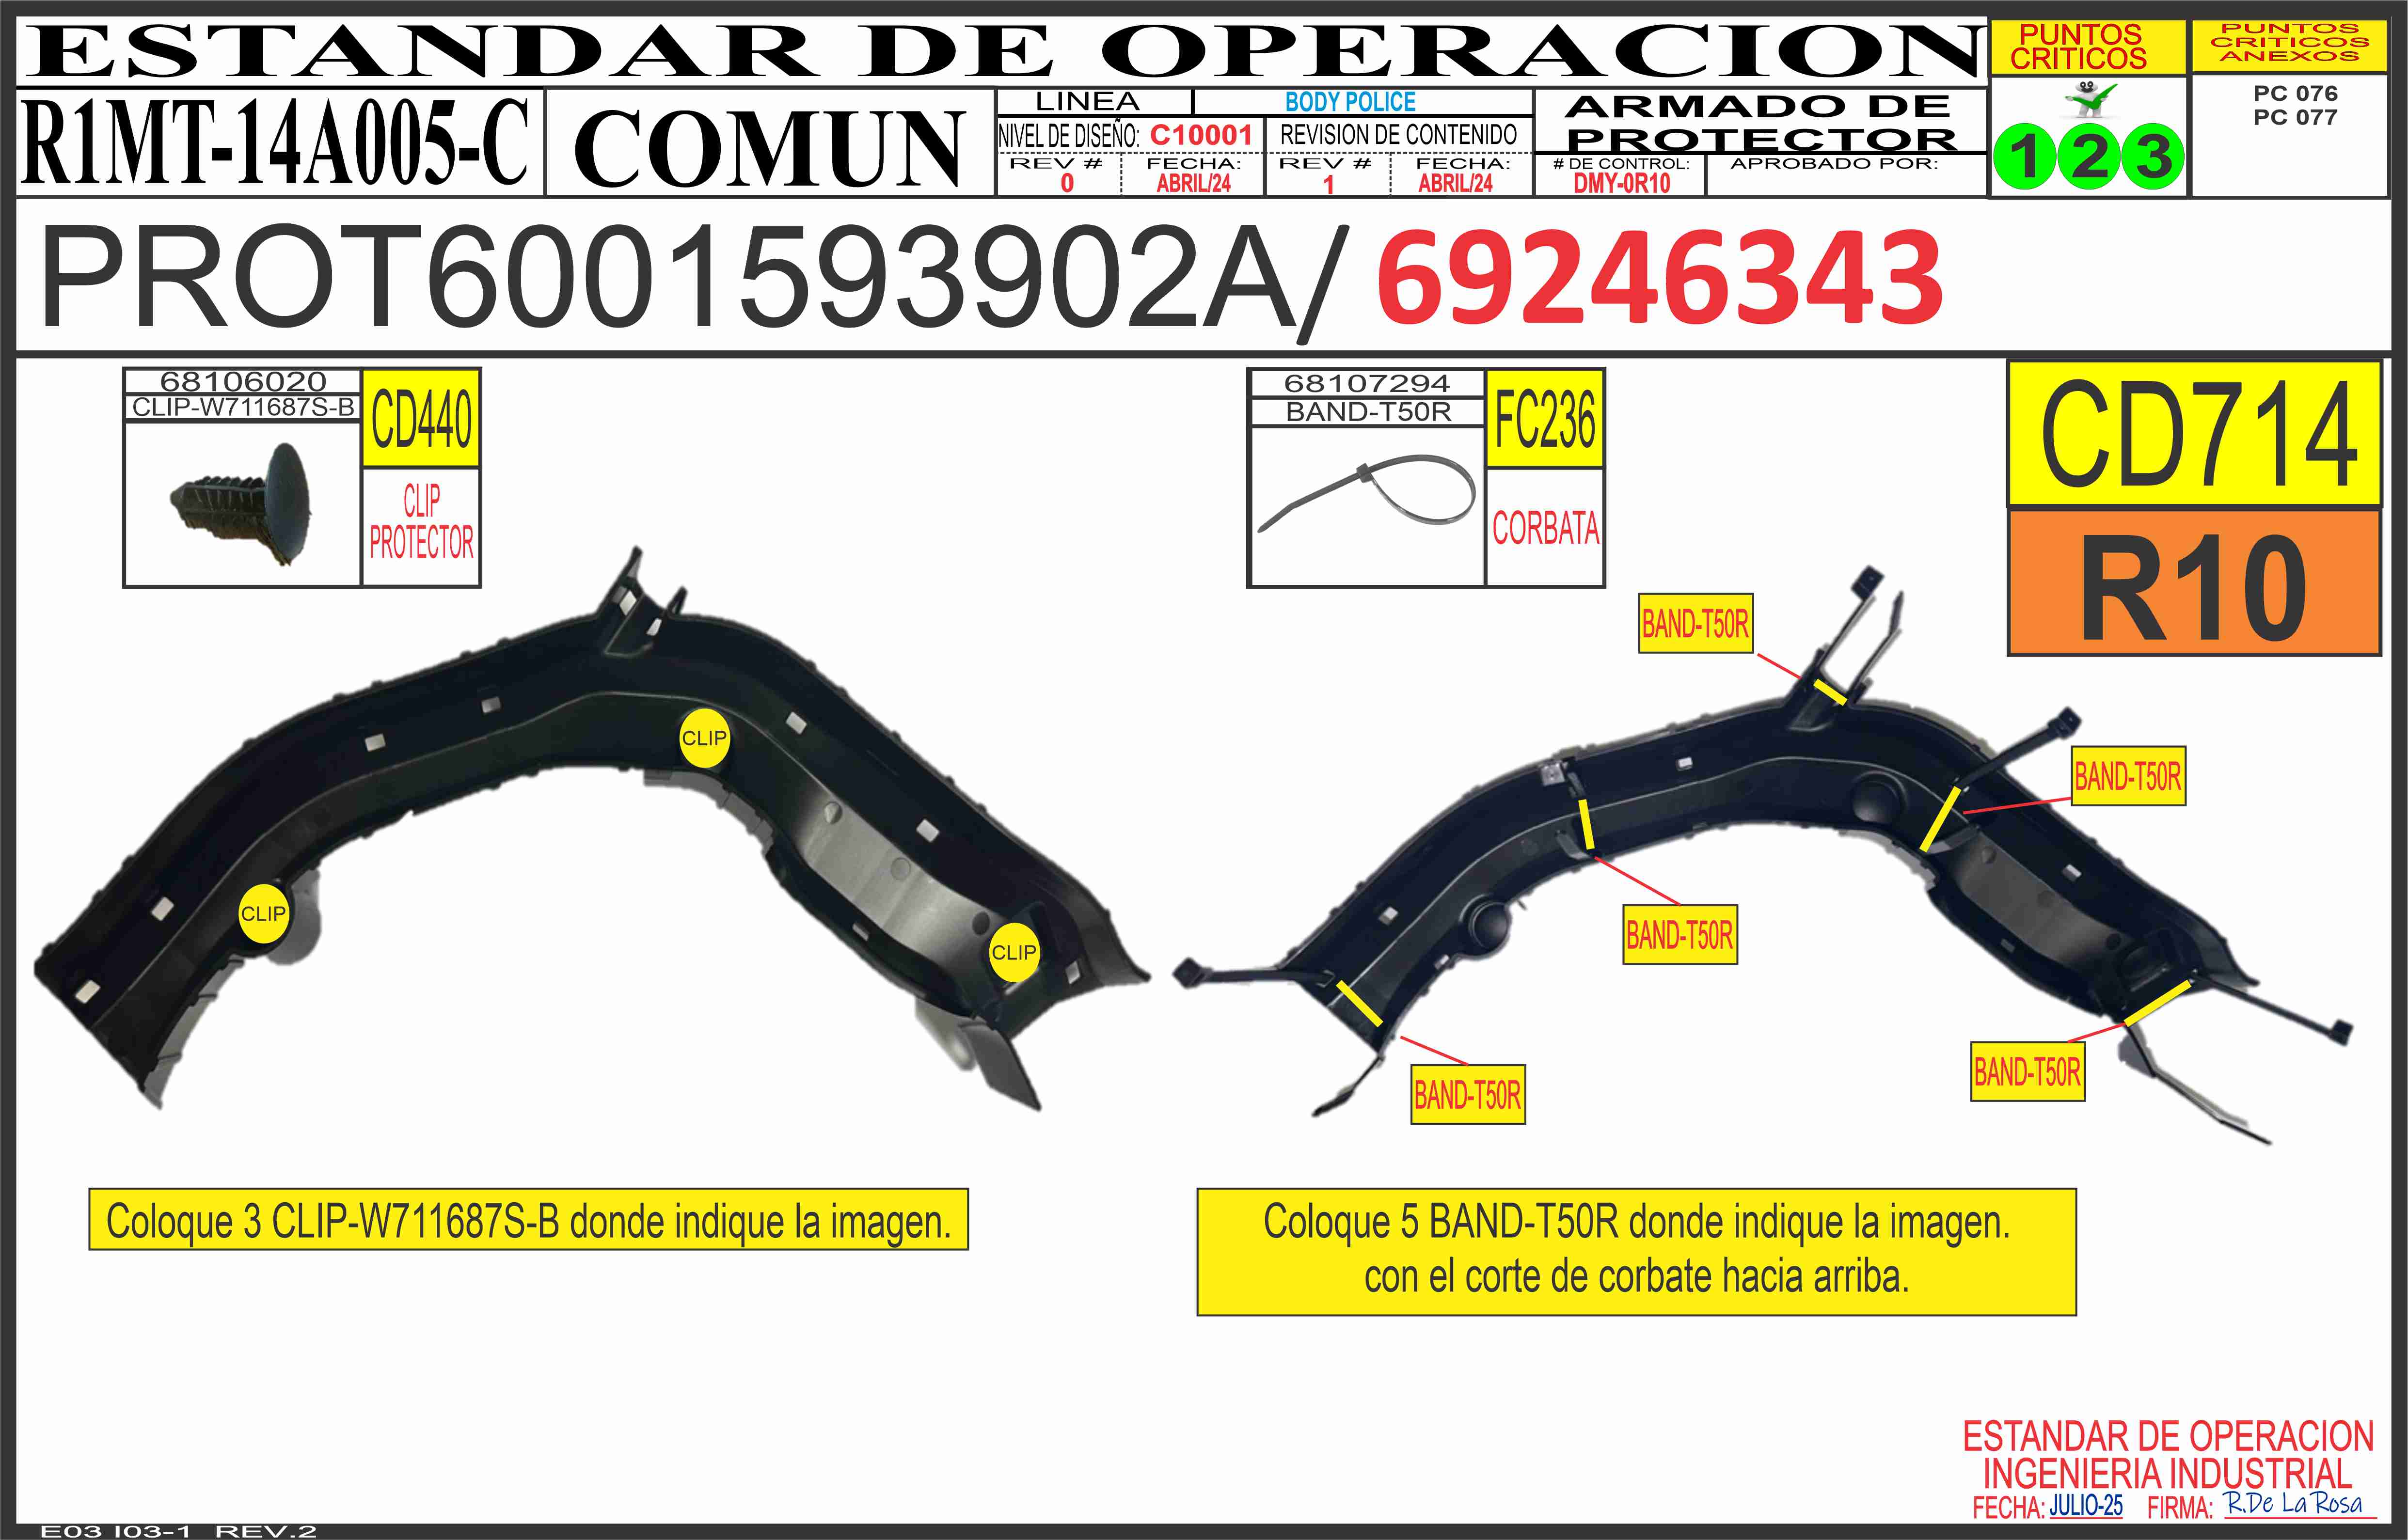 ESTANDAR DE OPERACION
PUNTOS
CRITICOS
PUNTOS
CRITICOS
ANEXOS
R1MT-14A005-C
COMUN
LINEA
BODY POLICE
NIVEL DE DISEÑO: C10001
REVISION DE CONTENIDO
REV #
FECHA:
REV #
FECHA:
0
ABRIL/24
1
ABRIL/24
ARMADO DE
PROTECTOR
# DE CONTROL:
APROBADO POR:
DMY-0R10
1 2 3
PC 076
PC 077
PROT6001593902A/ 69246343
68106020
CLIP-W711687S-B
CD440
CLIP
PROTECTOR
68107294
BAND-T50R
FC236
CORBATA
CD714
R10
CLIP
CLIP
CLIP
BAND-T50R
BAND-T50R
BAND-T50R
BAND-T50R
BAND-T50R
Coloque 3 CLIP-W711687S-B donde indique la imagen.
Coloque 5 BAND-T50R donde indique la imagen.
con el corte de corbate hacia arriba.
ESTANDAR DE OPERACION
INGENIERIA INDUSTRIAL
FECHA: JULIO-25 FIRMA: R.De La Rosa
E03 I03-1 REV.2